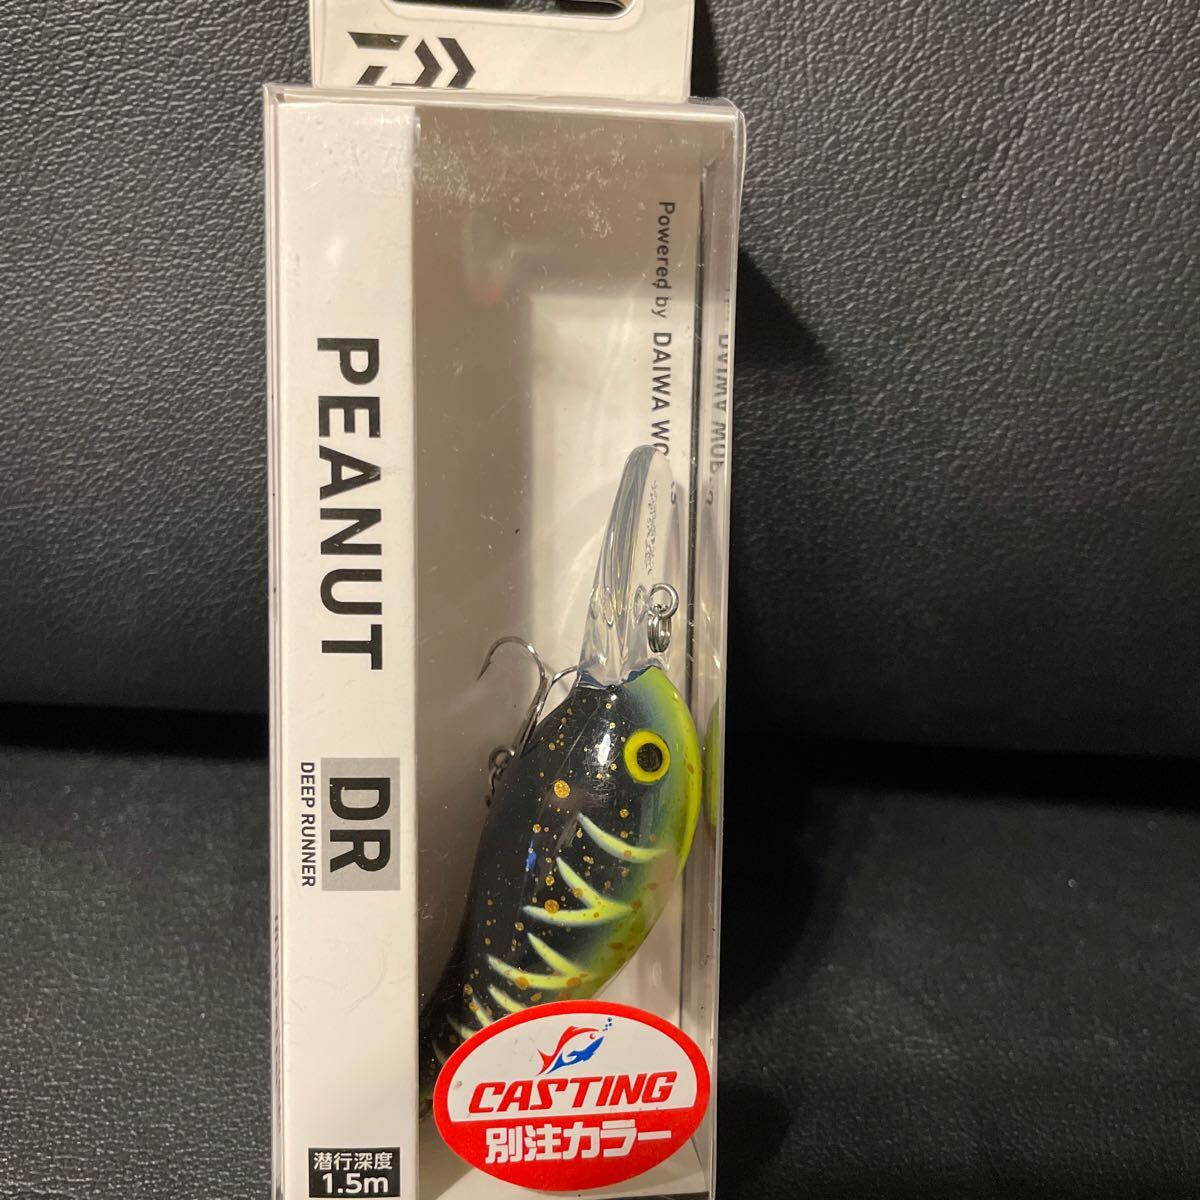 PEANUT
DR
DEEP RUNNER
潜行深度
1.5m
Powered by DAIWA
CASTING
別注カラー